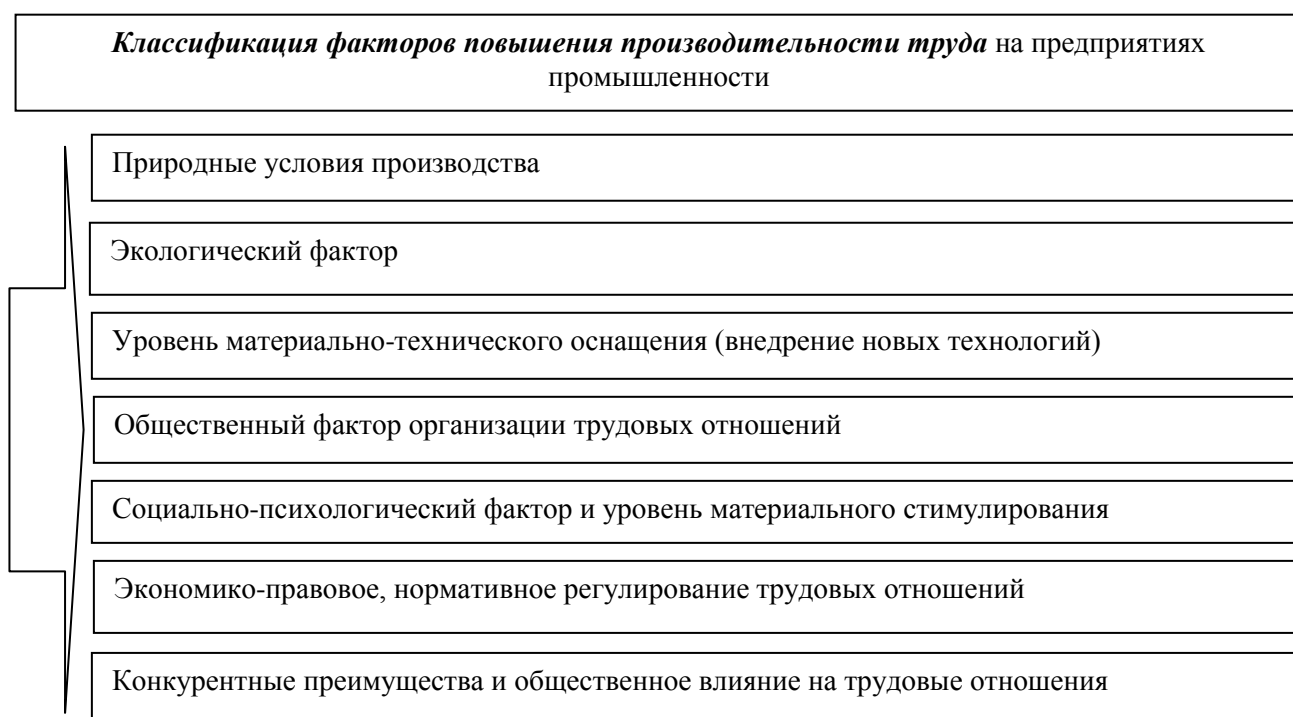 Классификация факторов повышения производительности труда на предприятиях
промышленности
Природные условия производства
Экологический фактор
Уровень материально-технического оснащения (внедрение новых технологий)
Общественный фактор организации трудовых отношений
Социально-психологический фактор и уровень материального стимулирования
Экономико-правовое, нормативное регулирование трудовых отношений
Конкурентные преимущества и общественное влияние на трудовые отношения